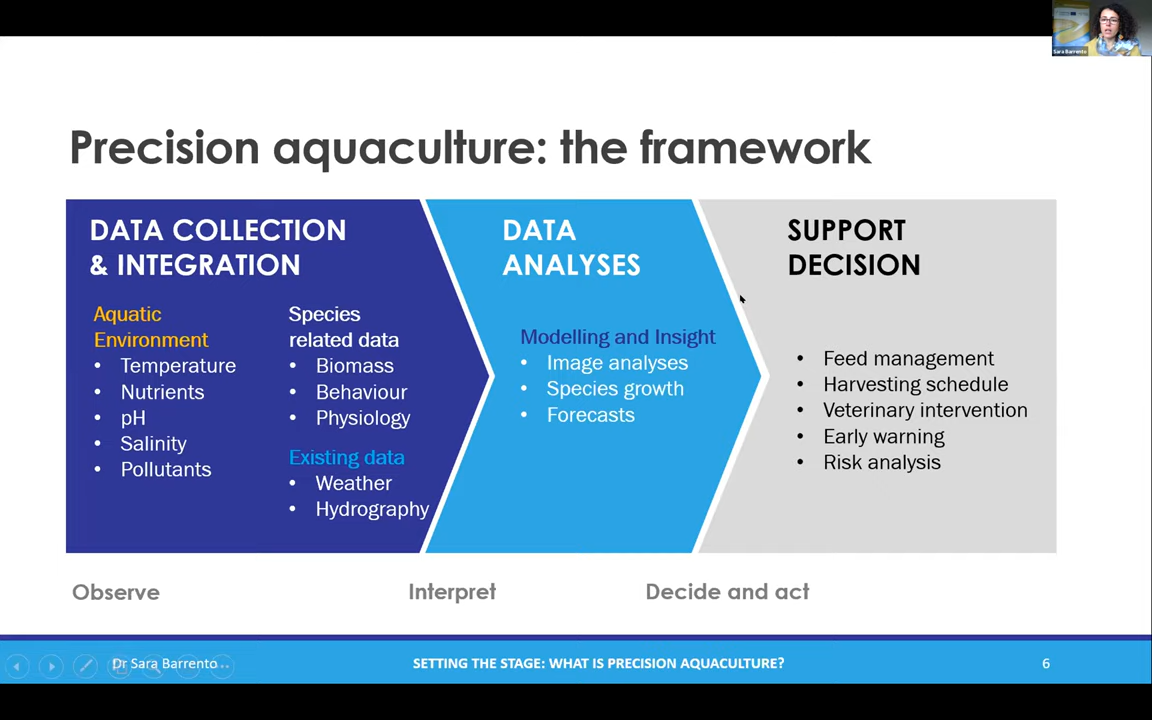 Sara Barrento
Precision aquaculture: the framework
DATA COLLECTION
& INTEGRATION
Aquatic
Environment
• Temperature
• Nutrients
• pH
• Salinity
• Pollutants
Species
related data
• Biomass
• Behaviour
• Physiology
Existing data
• Weather
• Hydrography
DATA
ANALYSES
Modelling and Insight
• Image analyses
• Species growth
• Forecasts
SUPPORT
DECISION
• Feed management
• Harvesting schedule
• Veterinary intervention
• Early warning
• Risk analysis
Observe
Interpret
Decide and act
Dr Sara Barrento
SETTING THE STAGE: WHAT IS PRECISION AQUACULTURE?
6